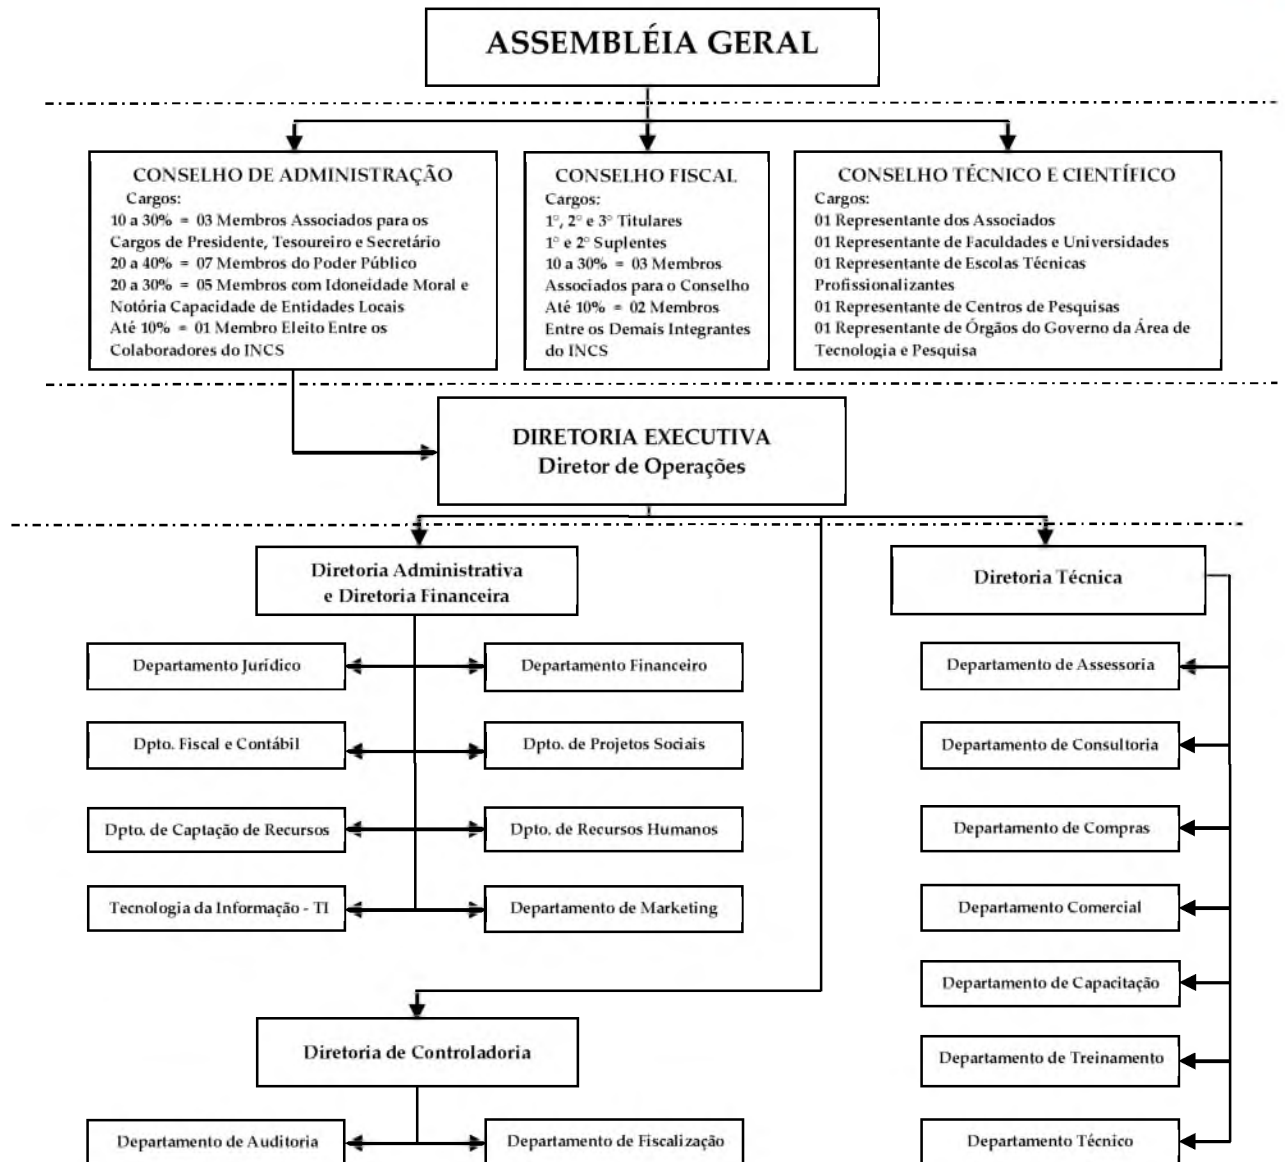 ASSEMBLÉIA GERAL
CONSELHO DE ADMINISTRAÇÃO
Cargos:
10 a 30% = 03 Membros Associados para os
Cargos de Presidente, Tesoureiro e Secretário
20 a 40% = 07 Membros do Poder Público
20 a 30% = 05 Membros com Idoneidade Moral e
Notória Capacidade de Entidades Locais
Até 10% = 01 Membro Eleito Entre os
Colaboradores do INCS
CONSELHO FISCAL
Cargos:
1º, 2º e 3º Titulares
1º e 2º Suplentes
10 a 30% = 03 Membros
Associados para o Conselho
Até 10% = 02 Membros
Entre os Demais Integrantes
do INCS
CONSELHO TÉCNICO E CIENTÍFICO
Cargos:
01 Representante dos Associados
01 Representante de Faculdades e Universidades
01 Representante de Escolas Técnicas
Profissionalizantes
01 Representante de Centros de Pesquisas
01 Representante de Órgãos do Governo da Área de
Tecnologia e Pesquisa
DIRETORIA EXECUTIVA
Diretor de Operações
Diretoria Administrativa
e Diretoria Financeira
Departamento Jurídico
Departamento Financeiro
Dpto. Fiscal e Contábil
Dpto. de Projetos Sociais
Dpto. de Captação de Recursos
Dpto. de Recursos Humanos
Tecnologia da Informação - TI
Departamento de Marketing
Diretoria de Controladoria
Departamento de Auditoria
Departamento de Fiscalização
Diretoria Técnica
Departamento de Assessoria
Departamento de Consultoria
Departamento de Compras
Departamento Comercial
Departamento de Capacitação
Departamento de Treinamento
Departamento Técnico